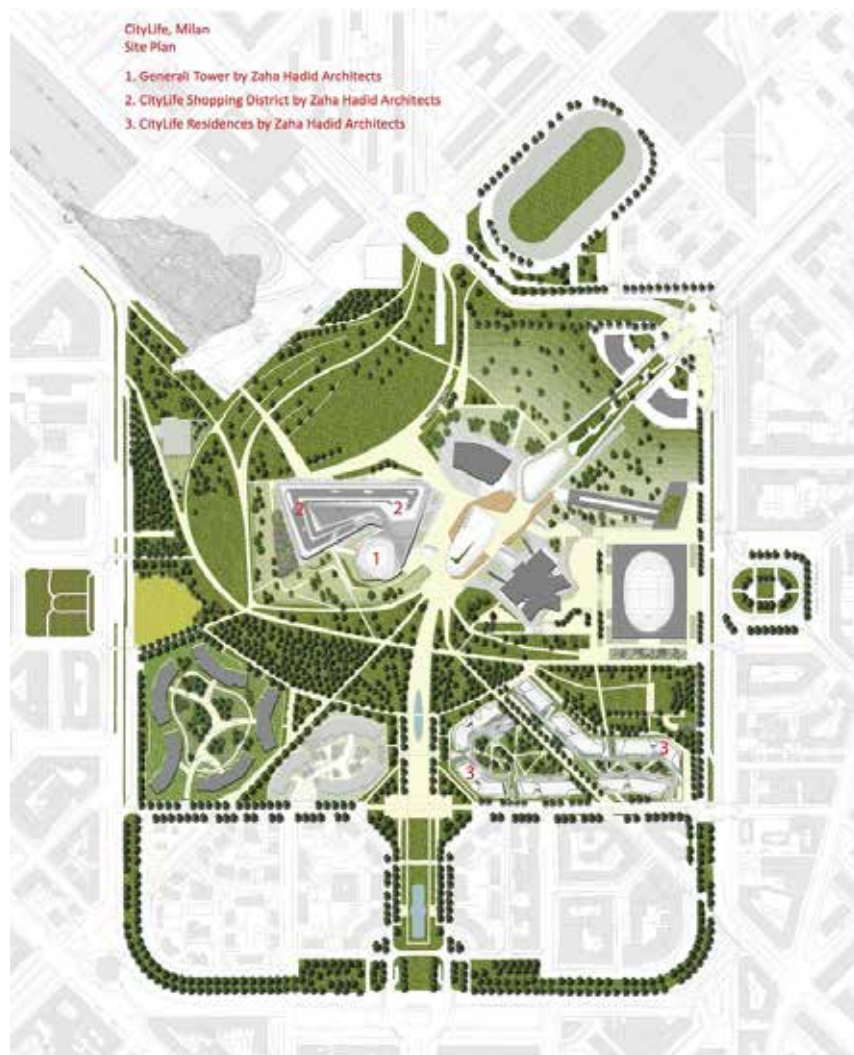 CityLife, Milan
Site Plan
1. Generali Tower by Zaha Hadid Architects
2. CityLife Shopping District by Zaha Hadid Architects
3. CityLife Residences by Zaha Hadid Architects
2
2
1
3
3